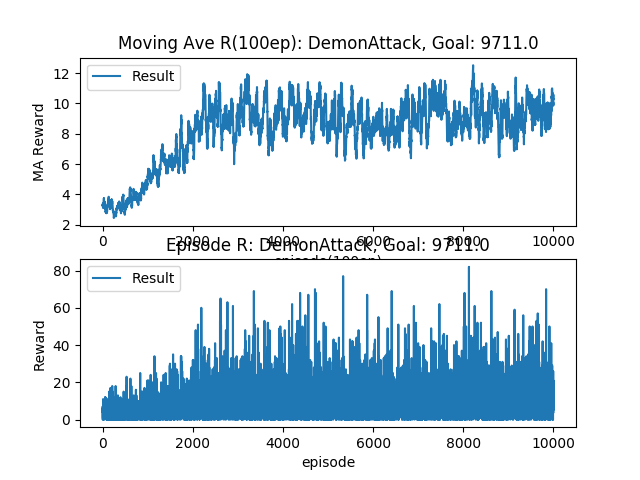 Moving Ave R(100ep): DemonAttack, Goal: 9711.0
12
10
8
6
4
2
MA Reward
Result
0 2000 4000 6000 8000 10000
episode(100ep)
Episode R: DemonAttack, Goal: 9711.0
80
60
40
20
0
Reward
Result
0 2000 4000 6000 8000 10000
episode